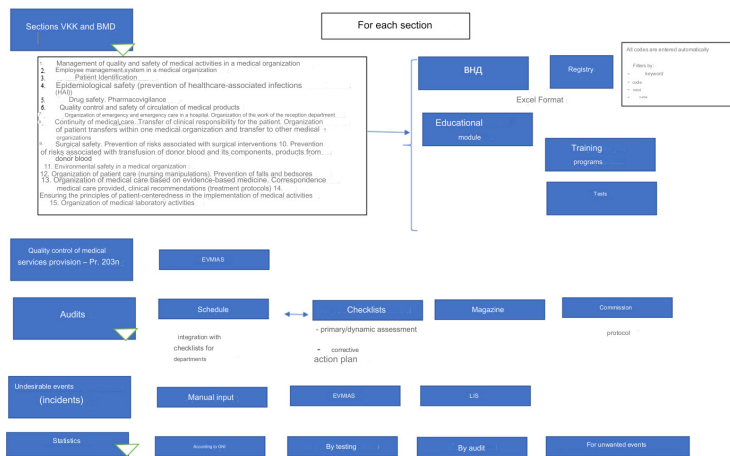 Sections VKK and BMD
For each section
1. Management of quality and safety of medical activities in a medical organization
2. Employee management system in a medical organization
3. Patient Identification
4. Epidemiological safety (prevention of healthcare-associated infections
(HAI))
5. Drug safety. Pharmacovigilance
6. Quality control and safety of circulation of medical products
Organization of emergency and emergency care in a hospital. Organization of the work of the reception department
Continuity of medical care. Transfer of clinical responsibility for the patient. Organization
of patient transfers within one medical organization and transfer to other medical
organizations
Surgical safety. Prevention of risks associated with surgical interventions 10. Prevention
of risks associated with transfusion of donor blood and its components, products from
donor blood
11. Environmental safety in a medical organization
12. Organization of patient care (nursing manipulations). Prevention of falls and bedsores
13. Organization of medical care based on evidence-based medicine. Correspondence
medical care provided, clinical recommendations (treatment protocols) 14.
Ensuring the principles of patient-centeredness in the implementation of medical activities
15. Organization of medical laboratory activities
ВНД
Registry
Excel Format
All codes are entered automatically
Filters by:
- keyword
- code
Educational
module
Training
programs
Tests
Quality control of medical
services provision – Pr. 203n
EVMIAS
Audits
Schedule
Checklists
Magazine
Commission
integration with
checklists for
departments
- primary/dynamic assessment
- corrective
action plan
protocol
Undesirable events
(incidents)
Manual input
EVMIAS
LIS
Statistics
According to
By testing
By audit
For unwanted events